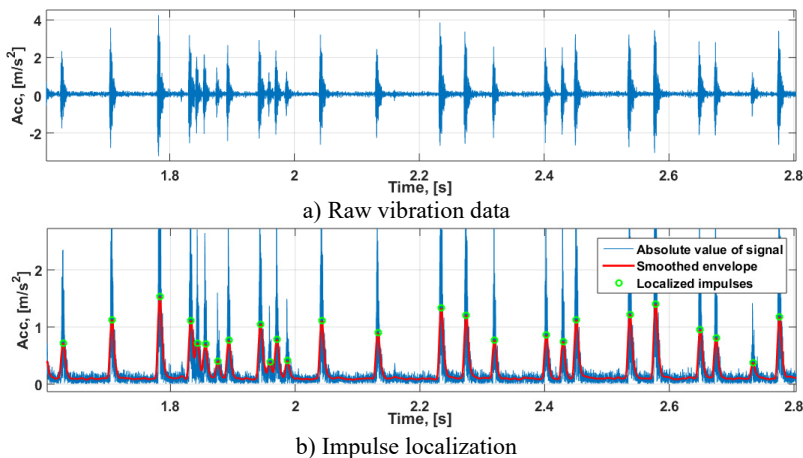 4
2
0
-2
Acc, [m/s²]
1.8
2
2.2
2.4
2.6
2.8
Time, [s]
a) Raw vibration data
2
1
0
Acc, [m/s²]
Absolute value of signal
Smoothed envelope
Localized impulses
1.8
2
2.2
2.4
2.6
2.8
Time, [s]
b) Impulse localization